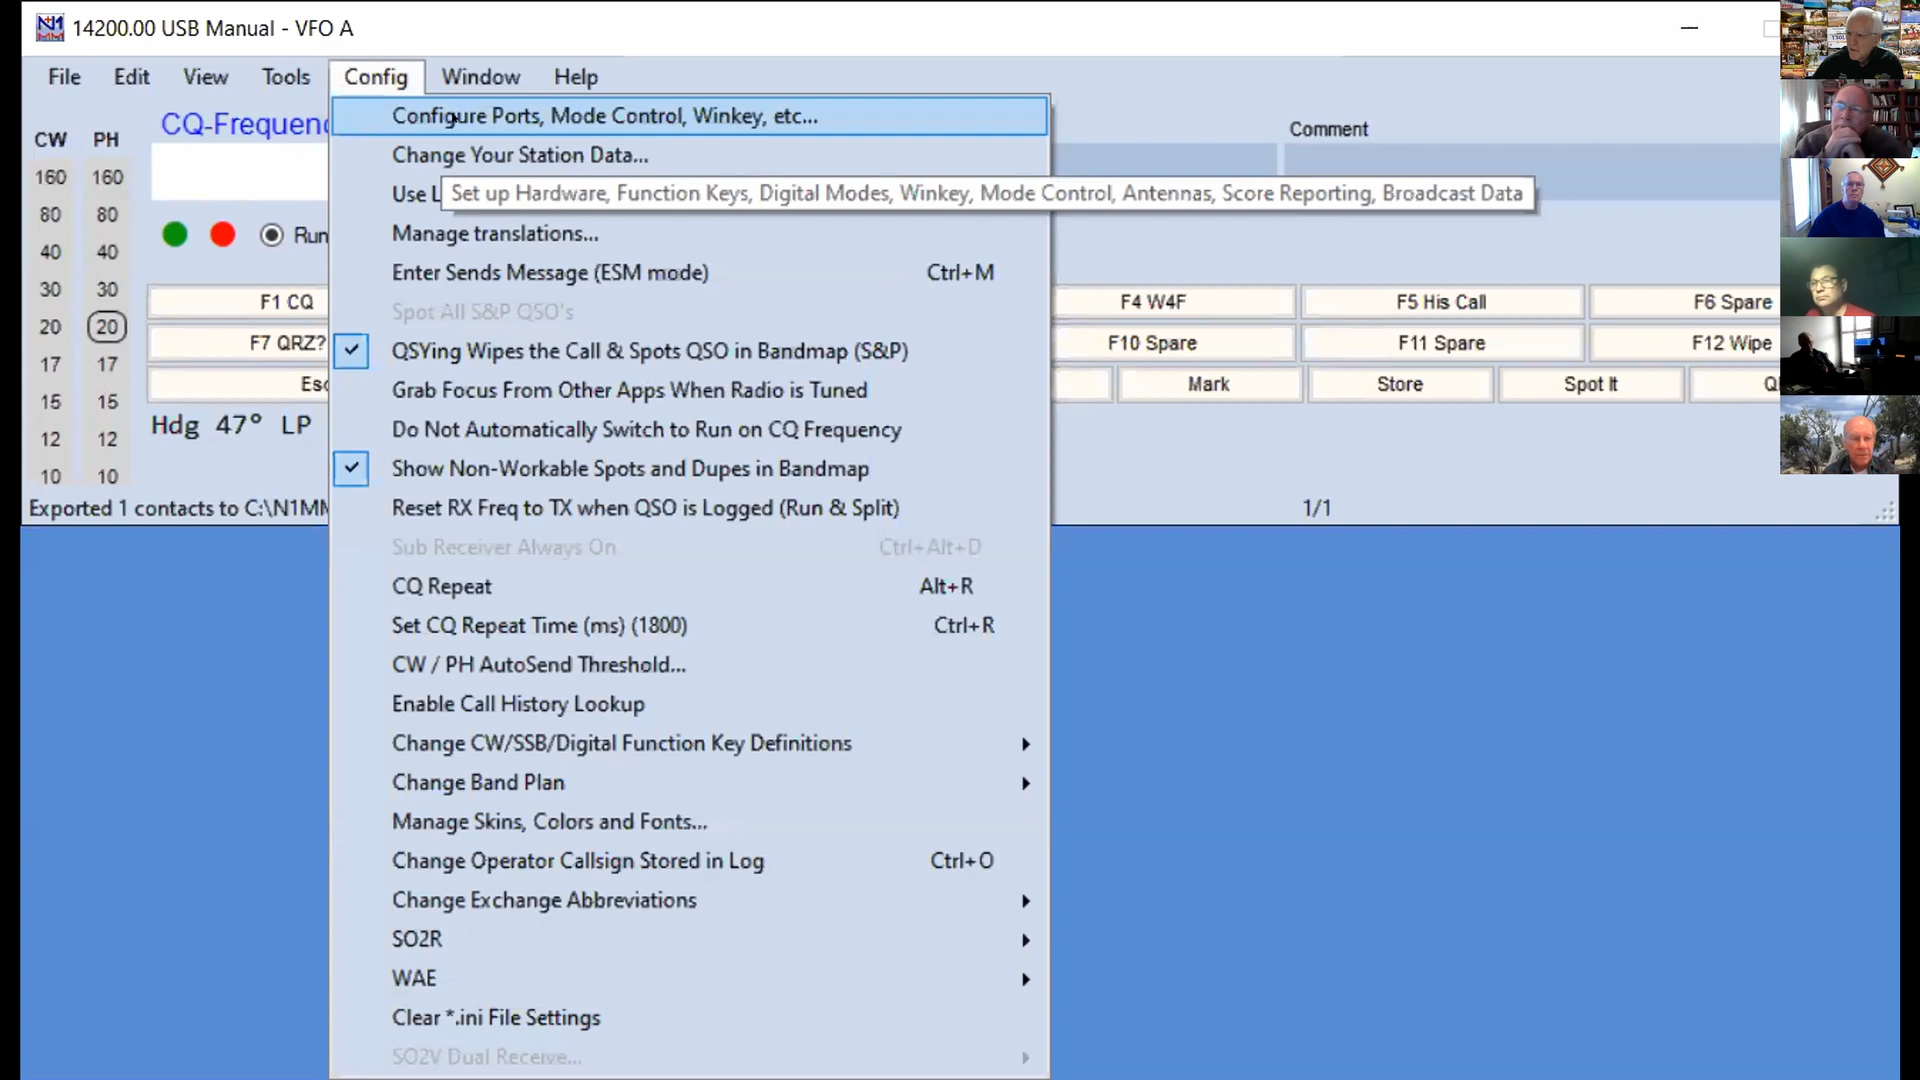 N1
MM
14200.00 USB Manual - VFO A
File Edit View Tools Config Window Help
CW PH
160 160
80 80
40 40
30 30
20 20
17 17
15 15
12 12
10 10
CQ-Frequenc
Comment
Run
F1 CQ F4 W4F F5 His Call F6 Spare
F7 QRZ? F10 Spare F11 Spare F12 Wipe
Esc Mark Store Spot It Q
Hdg 47° LP
Exported 1 contacts to C:\N1MM 1/1
Configure Ports, Mode Control, Winkey, etc...
Change Your Station Data...
Use L
Set up Hardware, Function Keys, Digital Modes, Winkey, Mode Control, Antennas, Score Reporting, Broadcast Data
Manage translations...
Enter Sends Message (ESM mode) Ctrl+M
Spot All S&P QSO's
QSYing Wipes the Call & Spots QSO in Bandmap (S&P)
Grab Focus From Other Apps When Radio is Tuned
Do Not Automatically Switch to Run on CQ Frequency
Show Non-Workable Spots and Dupes in Bandmap
Reset RX Freq to TX when QSO is Logged (Run & Split)
Sub Receiver Always On Ctrl+Alt+D
CQ Repeat Alt+R
Set CQ Repeat Time (ms) (1800) Ctrl+R
CW / PH AutoSend Threshold...
Enable Call History Lookup
Change CW/SSB/Digital Function Key Definitions
Change Band Plan
Manage Skins, Colors and Fonts...
Change Operator Callsign Stored in Log Ctrl+O
Change Exchange Abbreviations
SO2R
WAE
Clear *.ini File Settings
SO2V Dual Receive...